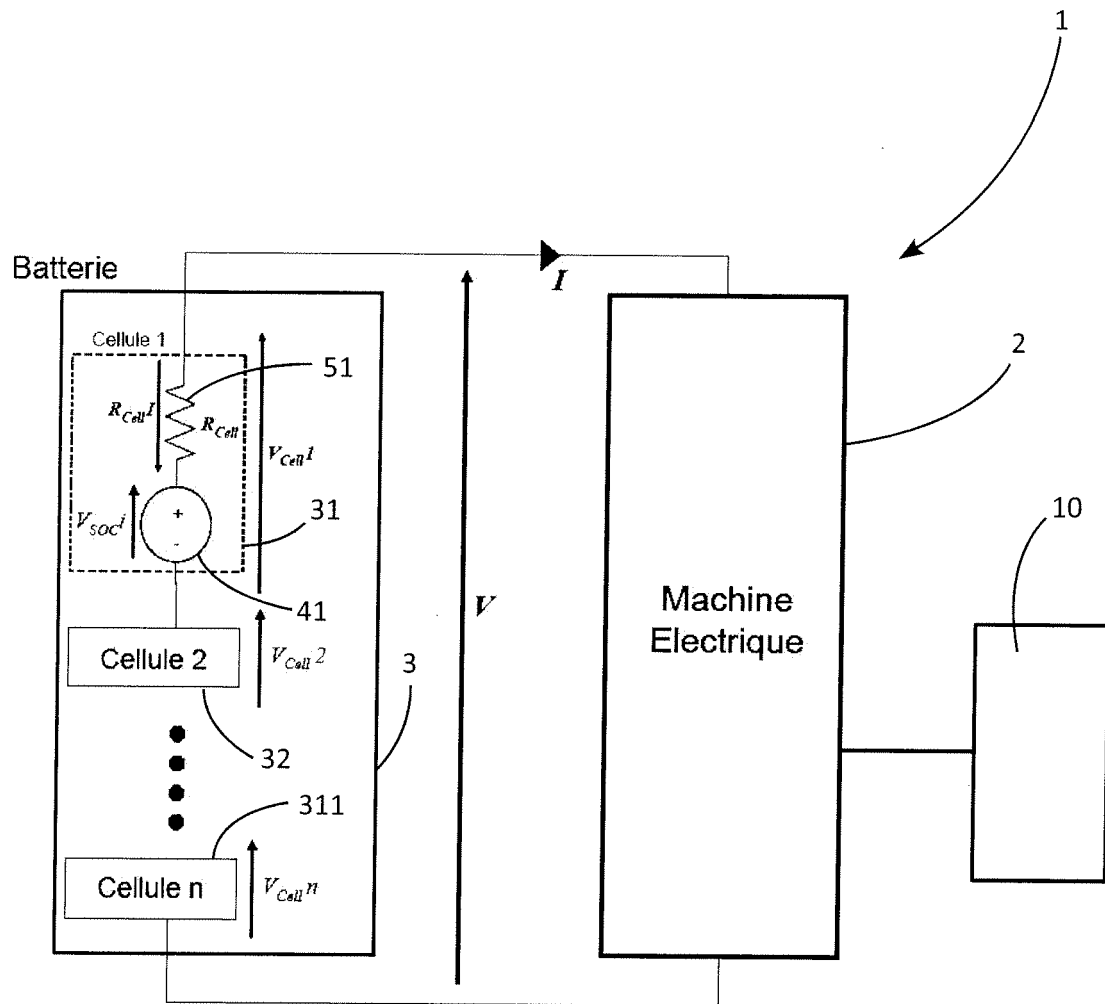 1
Batterie
I
Cellule 1
51
2
R_Cell I
R_Cell
V_Cell 1
V_SOC i
+
-
31
10
41
V
Machine
Electrique
Cellule 2
V_Cell 2
3
32
311
Cellule n
V_Cell n